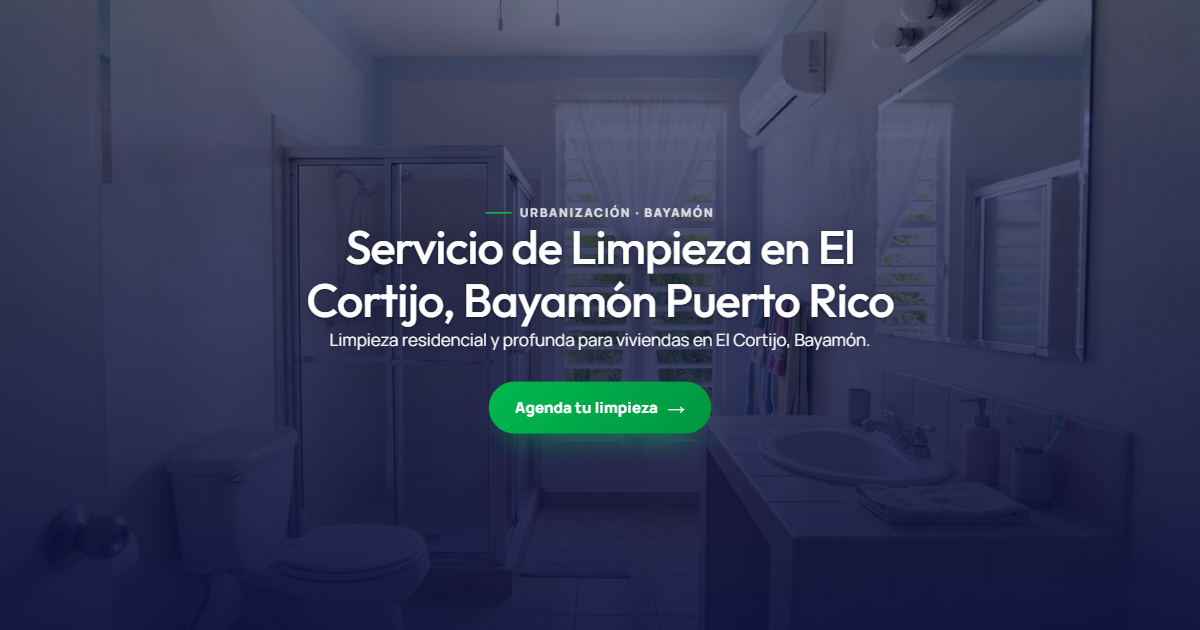 URBANIZACIÓN · BAYAMÓN
Servicio de Limpieza en El
Cortijo, Bayamón Puerto Rico
Limpieza residencial y profunda para viviendas en El Cortijo, Bayamón.
Agenda tu limpieza →